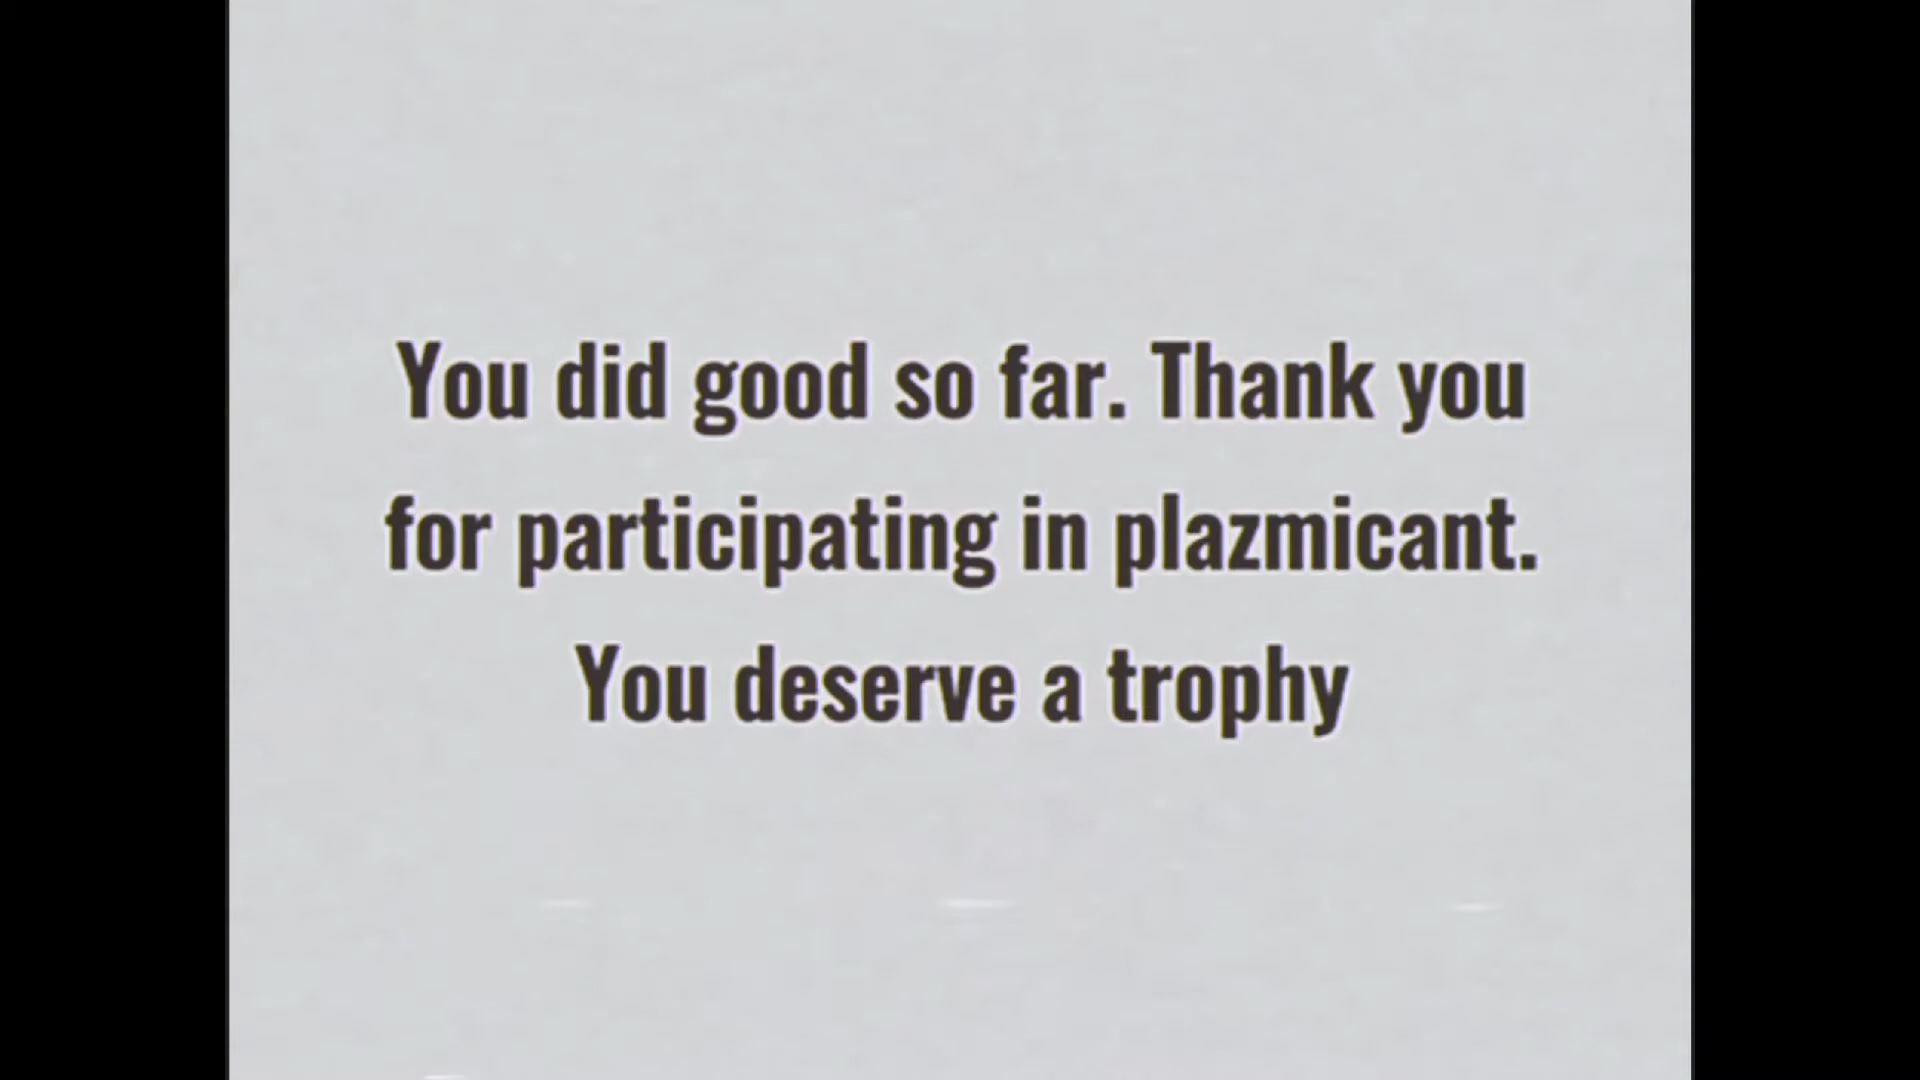 You did good so far. Thank you
for participating in plazmicant.
You deserve a trophy